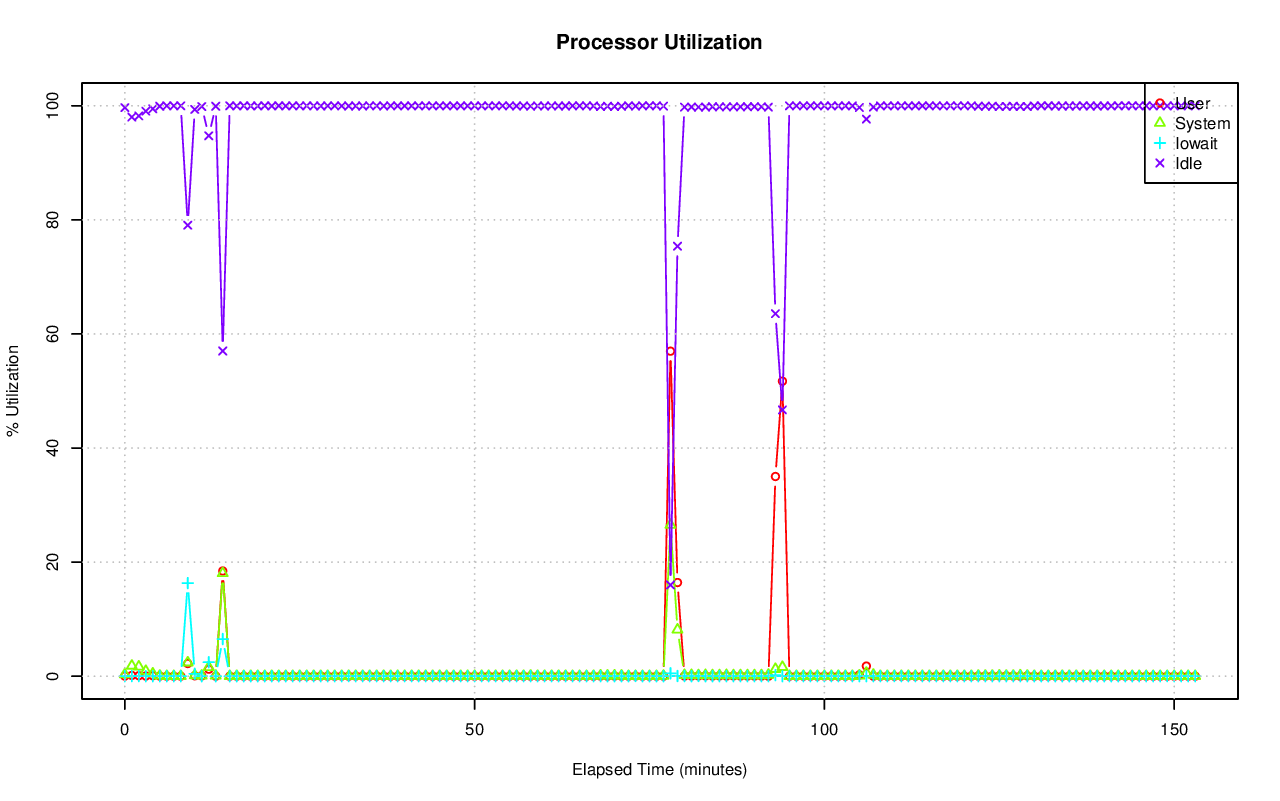 Processor Utilization
% Utilization
100
80
60
40
20
0
User
System
Iowait
Idle
0 50 100 150
Elapsed Time (minutes)